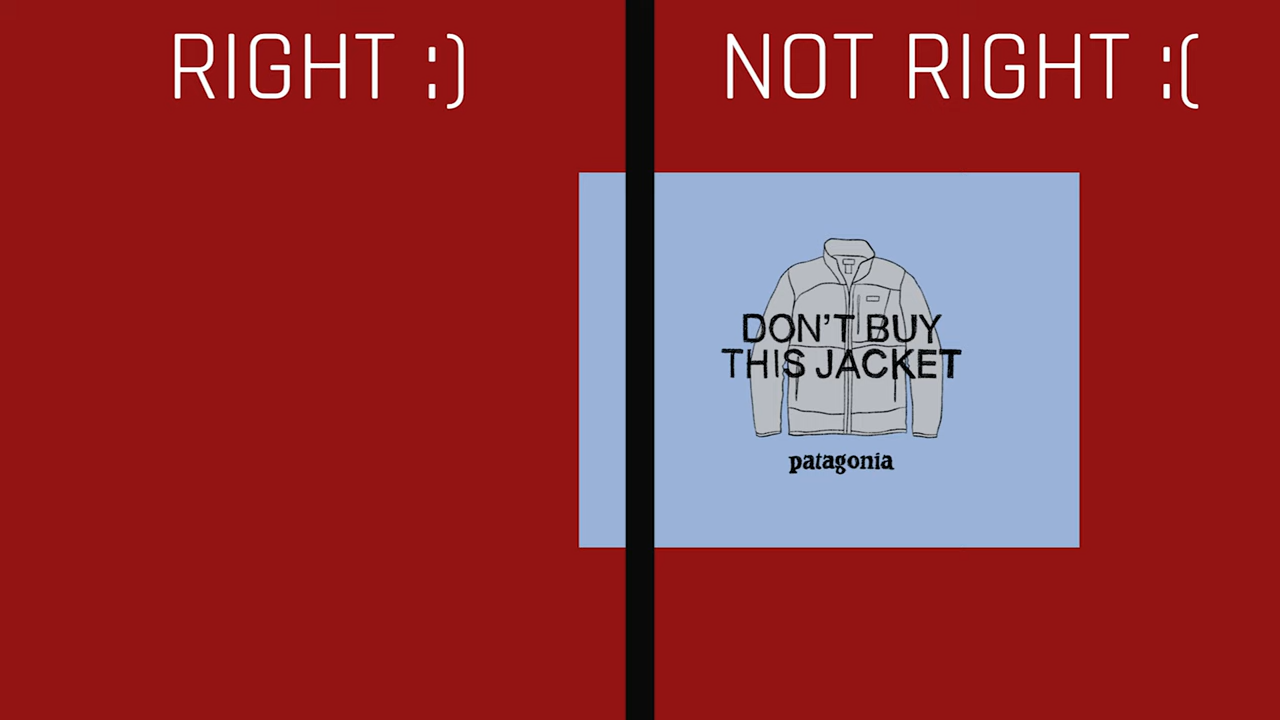 RIGHT :)
NOT RIGHT :(
DON'T BUY
THIS JACKET
patagonia